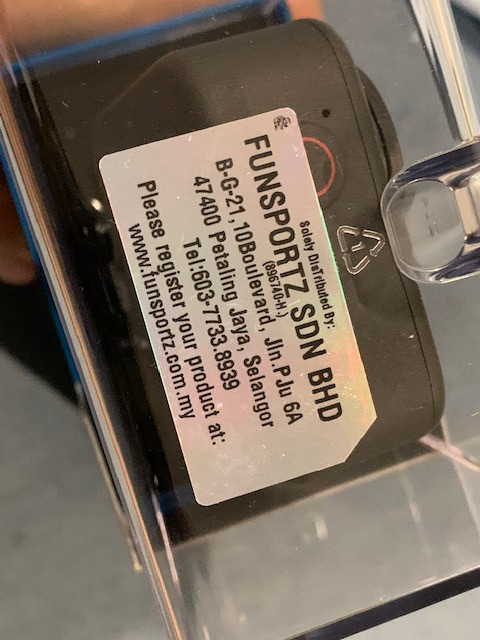 Solely DisTributed By:
FUNSPORTZ SDN BHD
(696740-H.)
B-G-21,10Boulevard, Jln.PJu 6A
47400 Petaling Jaya, Selangor
Tel:603-7733.8939
Please register your product at:
www.funsportz.com.my